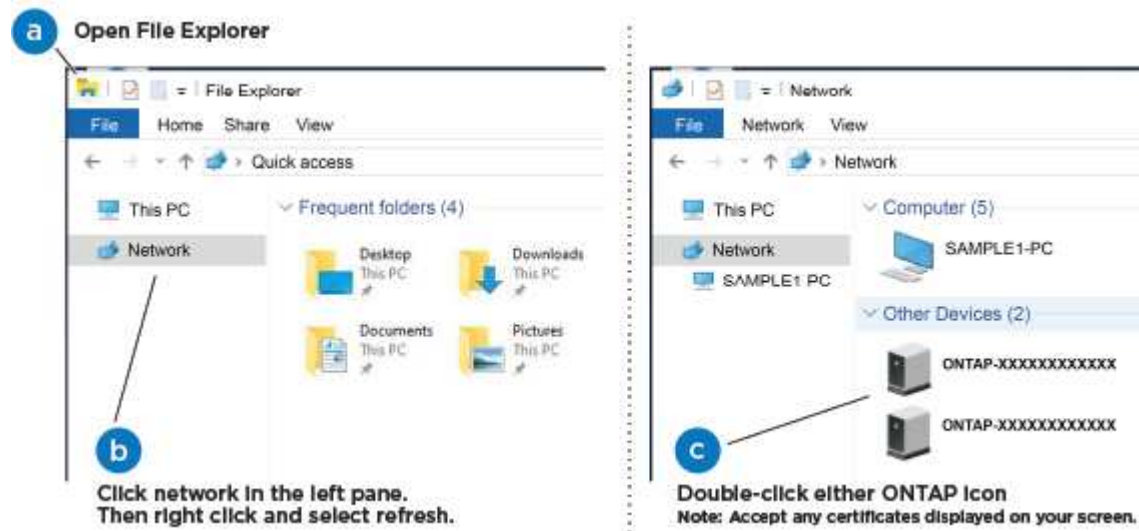 a Open File Explorer
File Explorer
File Home Share View
Quick access
This PC
Network
Frequent folders (4)
Desktop
This PC
Downloads
This PC
Documents
This PC
Pictures
This PC
b
Click network in the left pane.
Then right click and select refresh.
Network
File Network View
Network
This PC
Network
SAMPLE1 PC
Computer (5)
SAMPLE1-PC
Other Devices (2)
ONTAP-XXXXXXXXXXXX
ONTAP-XXXXXXXXXXXX
c
Double-click either ONTAP icon
Note: Accept any certificates displayed on your screen.